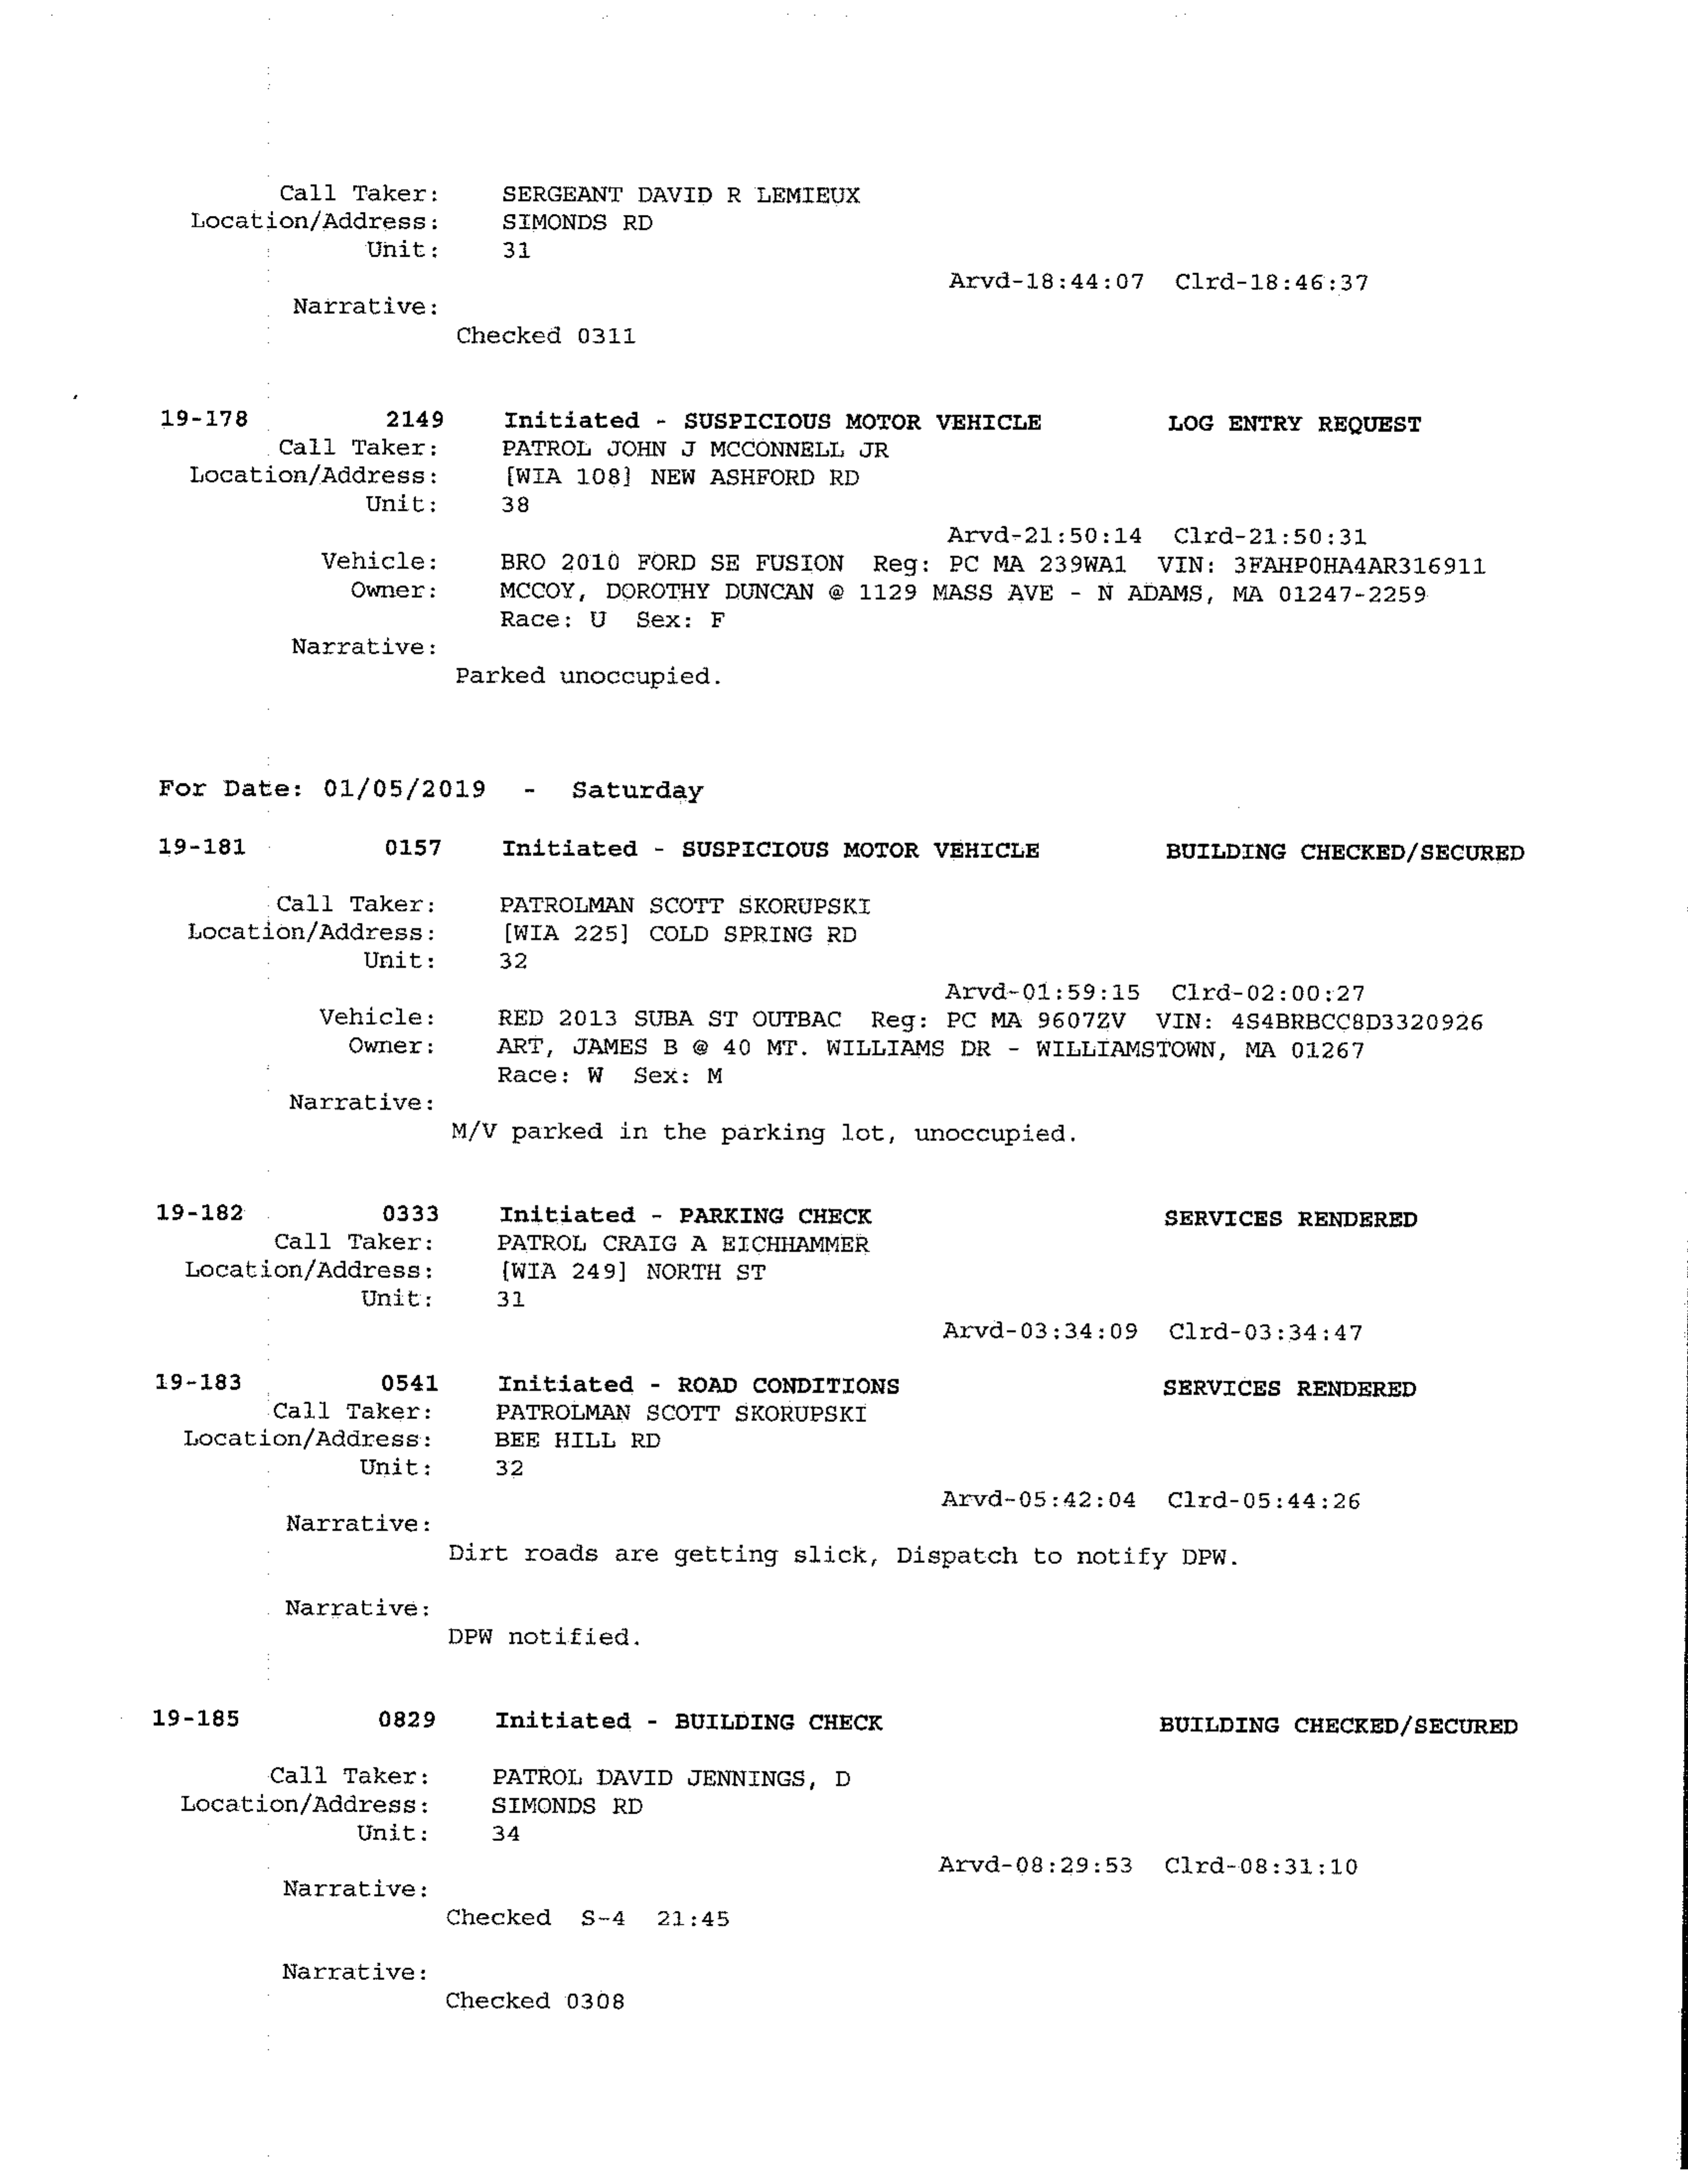 Call Taker: SERGEANT DAVID R LEMIEUX
Location/Address: SIMONDS RD
Unit: 31
Arvd-18:44:07 Clrd-18:46:37
Narrative:
Checked 0311
19-178 2149 Initiated - SUSPICIOUS MOTOR VEHICLE LOG ENTRY REQUEST
Call Taker: PATROL JOHN J MCCONNELL JR
Location/Address: [WIA 108] NEW ASHFORD RD
Unit: 38
Arvd-21:50:14 Clrd-21:50:31
Vehicle: BRO 2010 FORD SE FUSION Reg: PC MA 239WA1 VIN: 3FAHP0HA4AR316911
Owner: MCCOY, DOROTHY DUNCAN @ 1129 MASS AVE - N ADAMS, MA 01247-2259
Race: U Sex: F
Narrative:
Parked unoccupied.
For Date: 01/05/2019 - Saturday
19-181 0157 Initiated - SUSPICIOUS MOTOR VEHICLE BUILDING CHECKED/SECURED
Call Taker: PATROLMAN SCOTT SKORUPSKI
Location/Address: [WIA 225] COLD SPRING RD
Unit: 32
Arvd-01:59:15 Clrd-02:00:27
Vehicle: RED 2013 SUBA ST OUTBAC Reg: PC MA 9607ZV VIN: 4S4BRBCC8D3320926
Owner: ART, JAMES B @ 40 MT. WILLIAMS DR - WILLIAMSTOWN, MA 01267
Race: W Sex: M
Narrative:
M/V parked in the parking lot, unoccupied.
19-182 0333 Initiated - PARKING CHECK SERVICES RENDERED
Call Taker: PATROL CRAIG A EICHHAMMER
Location/Address: [WIA 249] NORTH ST
Unit: 31
Arvd-03:34:09 Clrd-03:34:47
19-183 0541 Initiated - ROAD CONDITIONS SERVICES RENDERED
Call Taker: PATROLMAN SCOTT SKORUPSKI
Location/Address: BEE HILL RD
Unit: 32
Arvd-05:42:04 Clrd-05:44:26
Narrative:
Dirt roads are getting slick, Dispatch to notify DPW.
Narrative:
DPW notified.
19-185 0829 Initiated - BUILDING CHECK BUILDING CHECKED/SECURED
Call Taker: PATROL DAVID JENNINGS, D
Location/Address: SIMONDS RD
Unit: 34
Arvd-08:29:53 Clrd-08:31:10
Narrative:
Checked S-4 21:45
Narrative:
Checked 0308